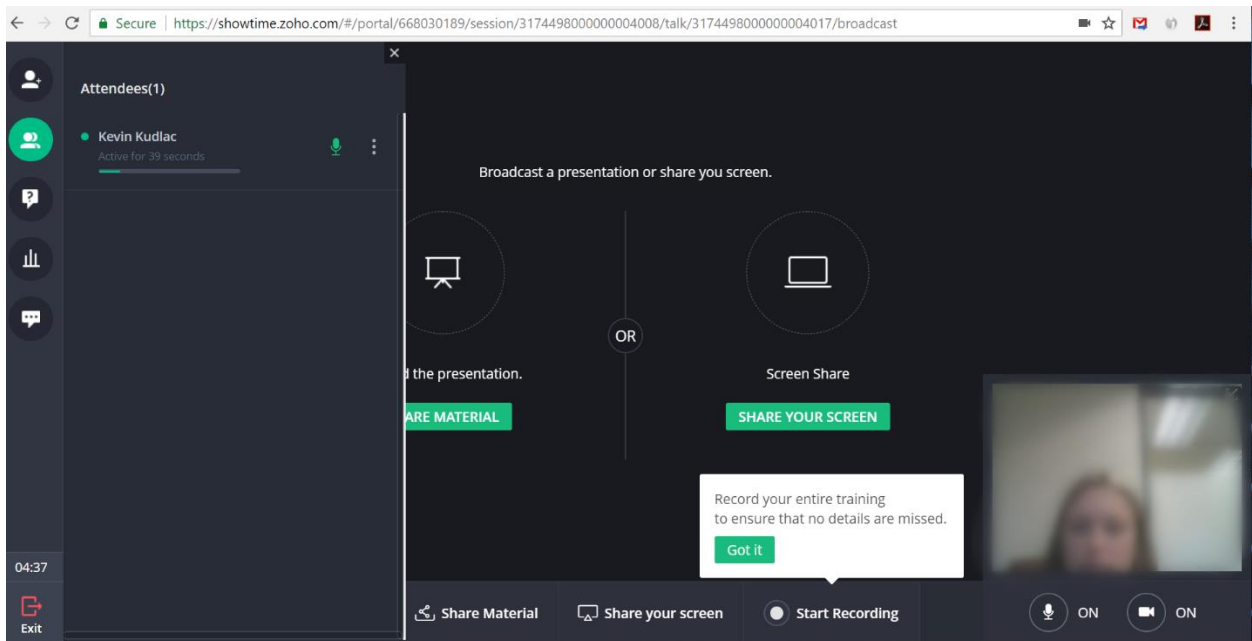 Secure | https://showtime.zoho.com/#/portal/668030189/session/3174498000000004008/talk/3174498000000004017/broadcast
Attendees(1)
Kevin Kudlac
Active for 39 seconds
Broadcast a presentation or share you screen.
OR
the presentation.
Screen Share
ARE MATERIAL
SHARE YOUR SCREEN
Record your entire training
to ensure that no details are missed.
Got it
04:37
Exit
Share Material
Share your screen
Start Recording
ON
ON